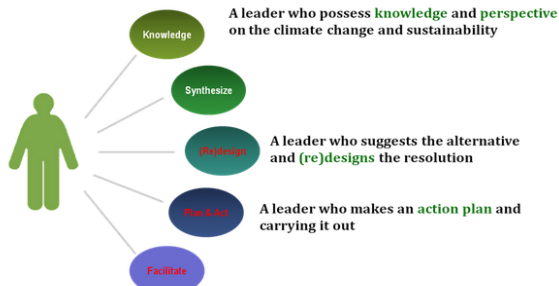 Knowledge
A leader who possess knowledge and perspective
on the climate change and sustainability
Synthesize
(Re)design
A leader who suggests the alternative
and (re)designs the resolution
Plan& Act
A leader who makes an action plan and
carrying it out
Facilitate